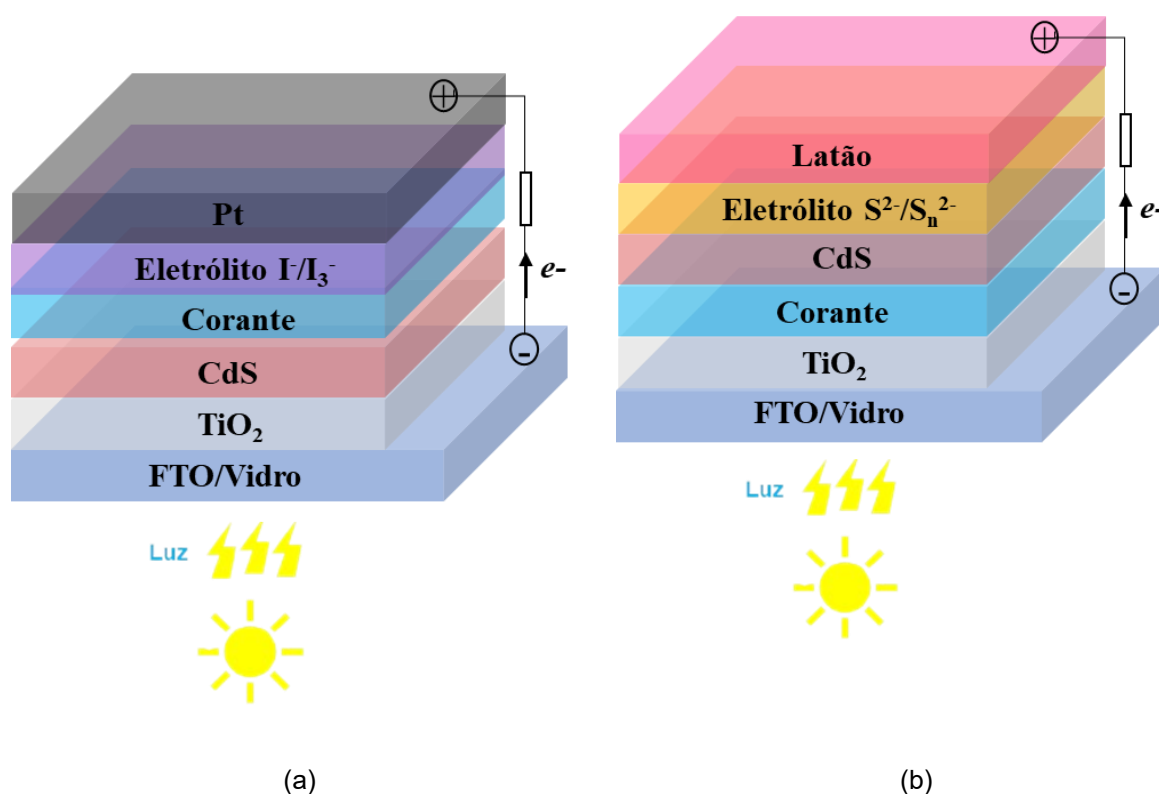 Pt
Eletrólito I⁻/I₃⁻
Corante
CdS
TiO₂
FTO/Vidro
e-
+
-
Luz
(a)
Latão
Eletrólito S²⁻/Sₙ²⁻
CdS
Corante
TiO₂
FTO/Vidro
e-
+
-
Luz
(b)